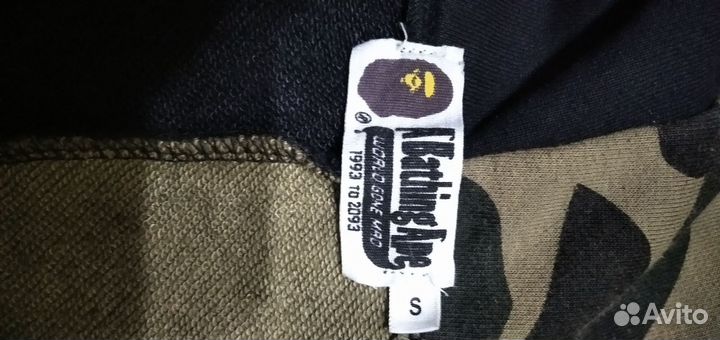 ®
A Bathing Ape
WORLD GONE MAD
1993 TO 2093
S
Avito